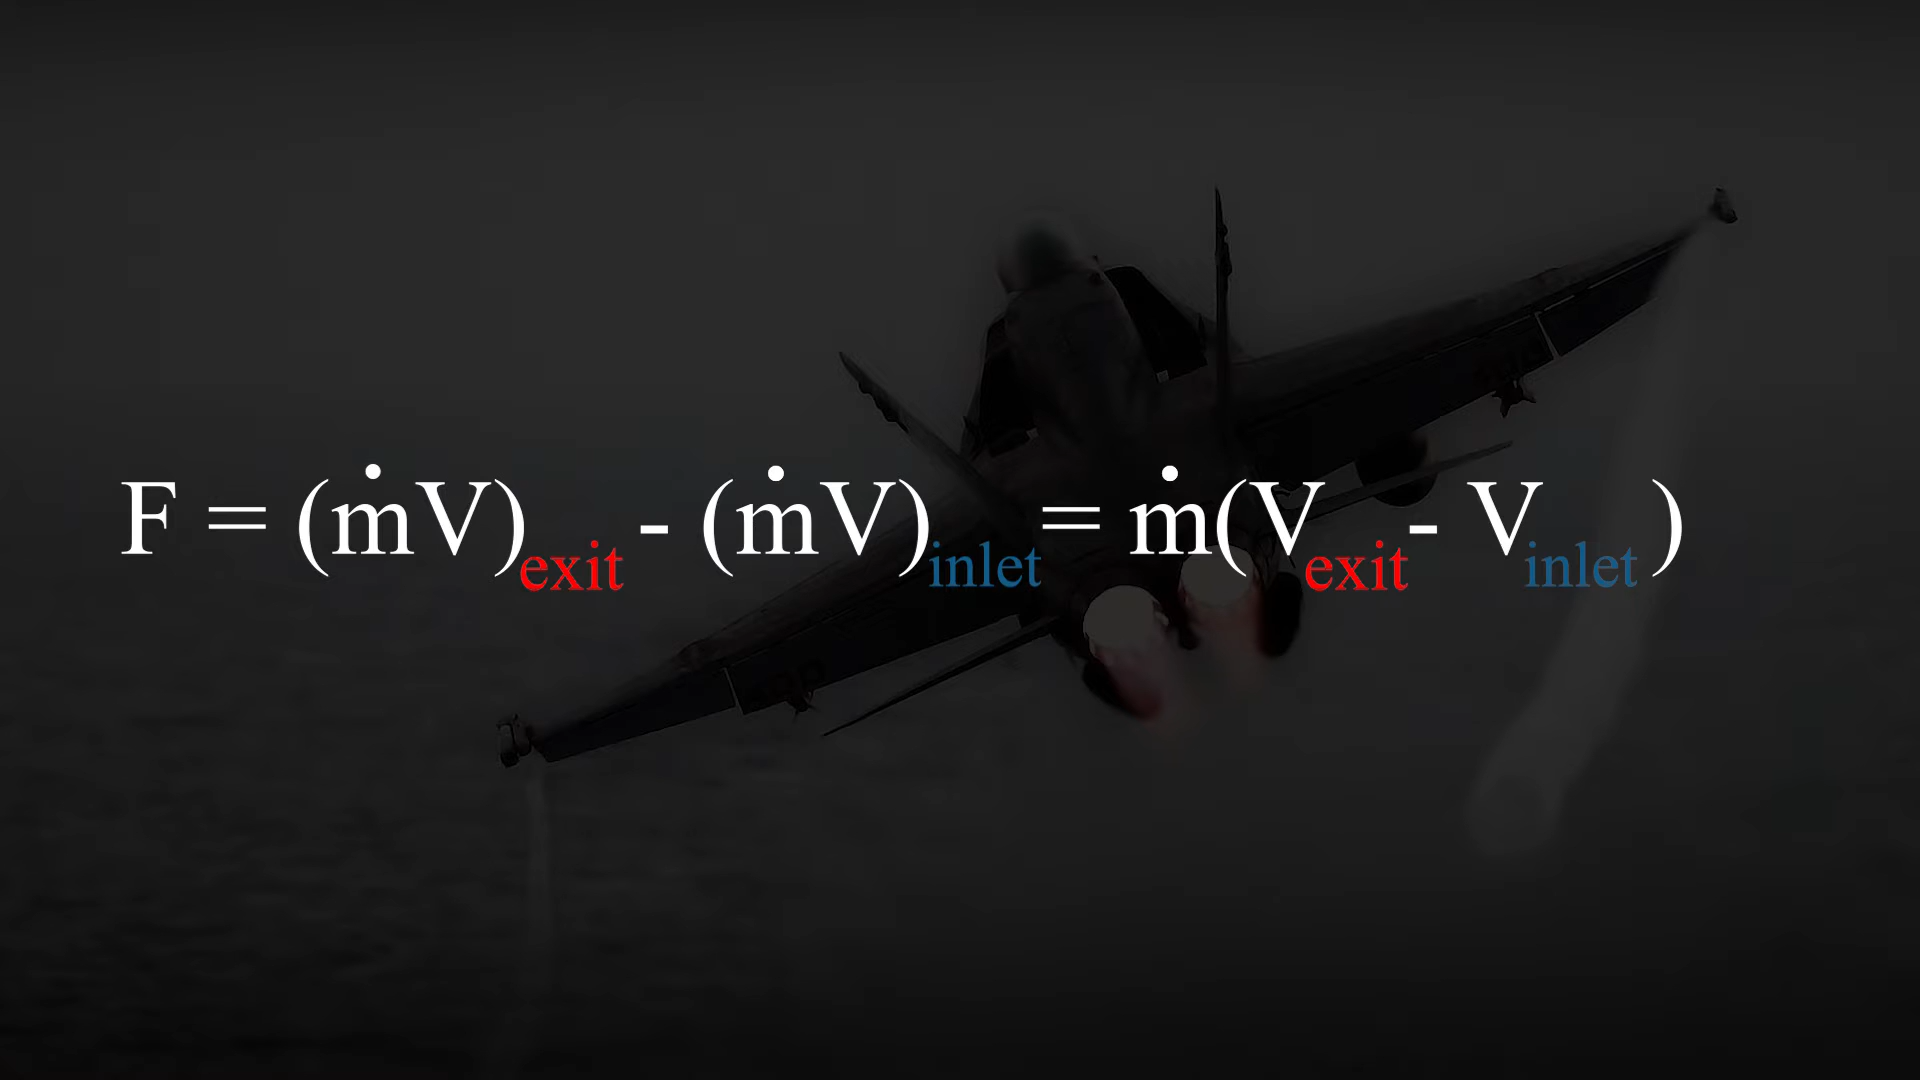 F = (ṁV)exit - (ṁV)inlet = ṁ(Vexit - Vinlet )